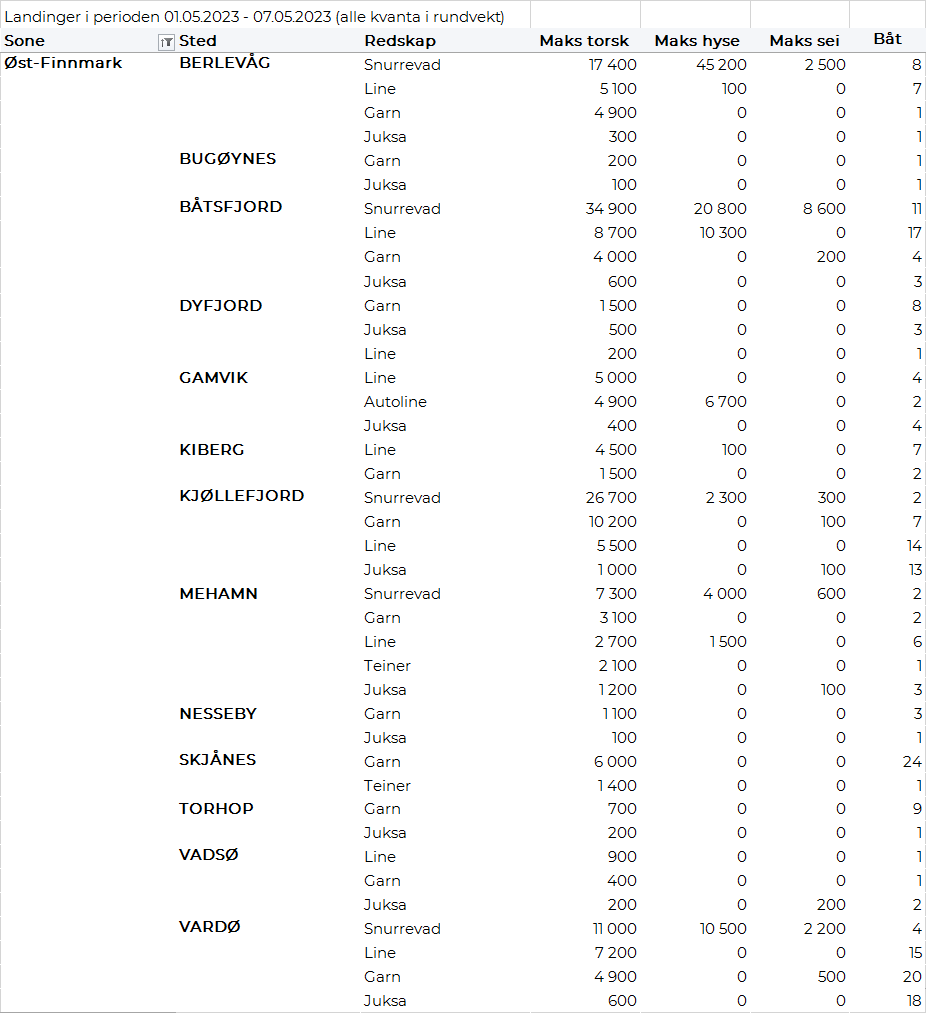 Landinger i perioden 01.05.2023 - 07.05.2023 (alle kvanta i rundvekt)
Sone Sted Redskap Maks torsk Maks hyse Maks sei Båt
Øst-Finnmark BERLEVÅG Snurrevad 17 400 45 200 2 500 8
Line 5 100 100 0 7
Garn 4 900 0 0 1
Juksa 300 0 0 1
BUGØYNES Garn 200 0 0 1
Juksa 100 0 0 1
BÅTSFJORD Snurrevad 34 900 20 800 8 600 11
Line 8 700 10 300 0 17
Garn 4 000 0 200 4
Juksa 600 0 0 3
DYFJORD Garn 1 500 0 0 8
Juksa 500 0 0 3
Line 200 0 0 1
GAMVIK Line 5 000 0 0 4
Autoline 4 900 6 700 0 2
Juksa 400 0 0 4
KIBERG Line 4 500 100 0 7
Garn 1 500 0 0 2
KJØLLEFJORD Snurrevad 26 700 2 300 300 2
Garn 10 200 0 100 7
Line 5 500 0 0 14
Juksa 1 000 0 100 13
MEHAMN Snurrevad 7 300 4 000 600 2
Garn 3 100 0 0 2
Line 2 700 1 500 0 6
Teiner 2 100 0 0 1
Juksa 1 200 0 100 3
NESSEBY Garn 1 100 0 0 3
Juksa 100 0 0 1
SKJÅNES Garn 6 000 0 0 24
Teiner 1 400 0 0 1
TORHOP Garn 700 0 0 9
Juksa 200 0 0 1
VADSØ Line 900 0 0 1
Garn 400 0 0 1
Juksa 200 0 200 2
VARDØ Snurrevad 11 000 10 500 2 200 4
Line 7 200 0 0 15
Garn 4 900 0 500 20
Juksa 600 0 0 18